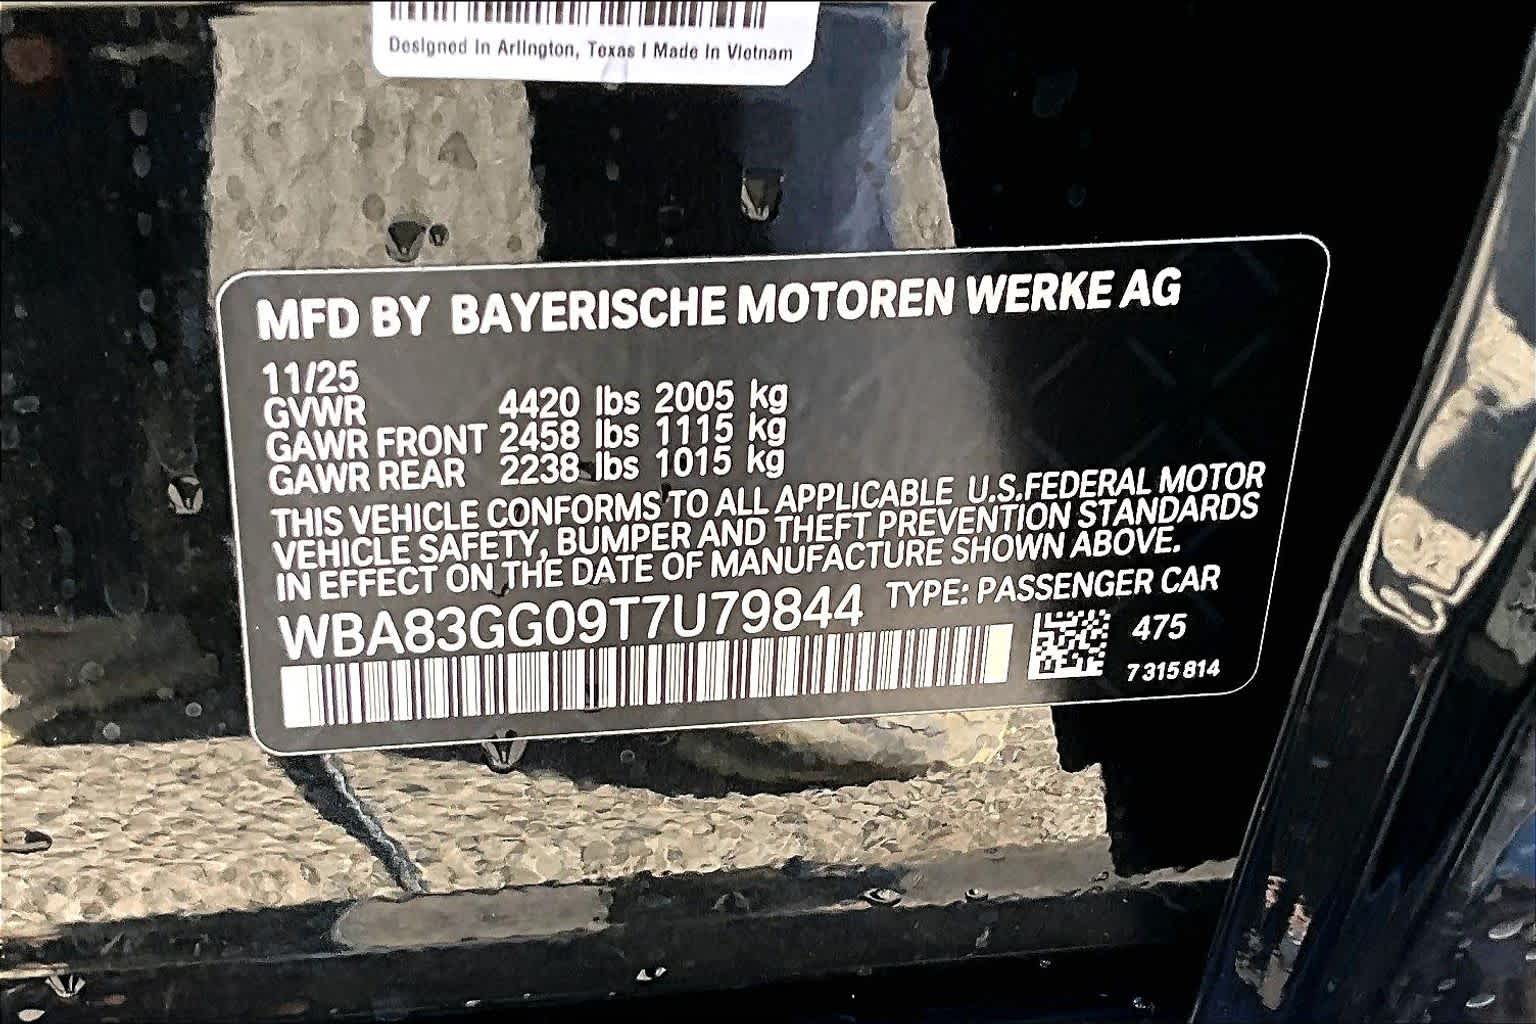 Designed In Arlington, Texas | Made In Vietnam
MFD BY BAYERISCHE MOTOREN WERKE AG
11/25
GVWR 4420 lbs 2005 kg
GAWR FRONT 2458 lbs 1115 kg
GAWR REAR 2238 lbs 1015 kg
THIS VEHICLE CONFORMS TO ALL APPLICABLE U.S.FEDERAL MOTOR
VEHICLE SAFETY, BUMPER AND THEFT PREVENTION STANDARDS
IN EFFECT ON THE DATE OF MANUFACTURE SHOWN ABOVE.
WBA83GG09T7U79844 TYPE: PASSENGER CAR
475
7 315 814